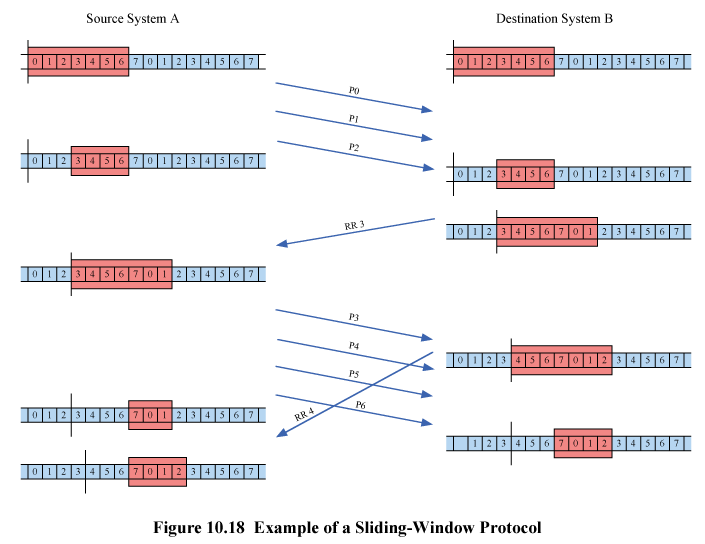 Source System A
Destination System B
0 1 2 3 4 5 6 7 0 1 2 3 4 5 6 7
0 1 2 3 4 5 6 7 0 1 2 3 4 5 6 7
P0
P1
P2
0 1 2 3 4 5 6 7 0 1 2 3 4 5 6 7
0 1 2 3 4 5 6 7 0 1 2 3 4 5 6 7
RR 3
0 1 2 3 4 5 6 7 0 1 2 3 4 5 6 7
0 1 2 3 4 5 6 7 0 1 2 3 4 5 6 7
P3
P4
P5
P6
RR 4
0 1 2 3 4 5 6 7 0 1 2 3 4 5 6 7
0 1 2 3 4 5 6 7 0 1 2 3 4 5 6 7
1 2 3 4 5 6 7 0 1 2 3 4 5 6 7
0 1 2 3 4 5 6 7 0 1 2 3 4 5 6 7
Figure 10.18 Example of a Sliding-Window Protocol